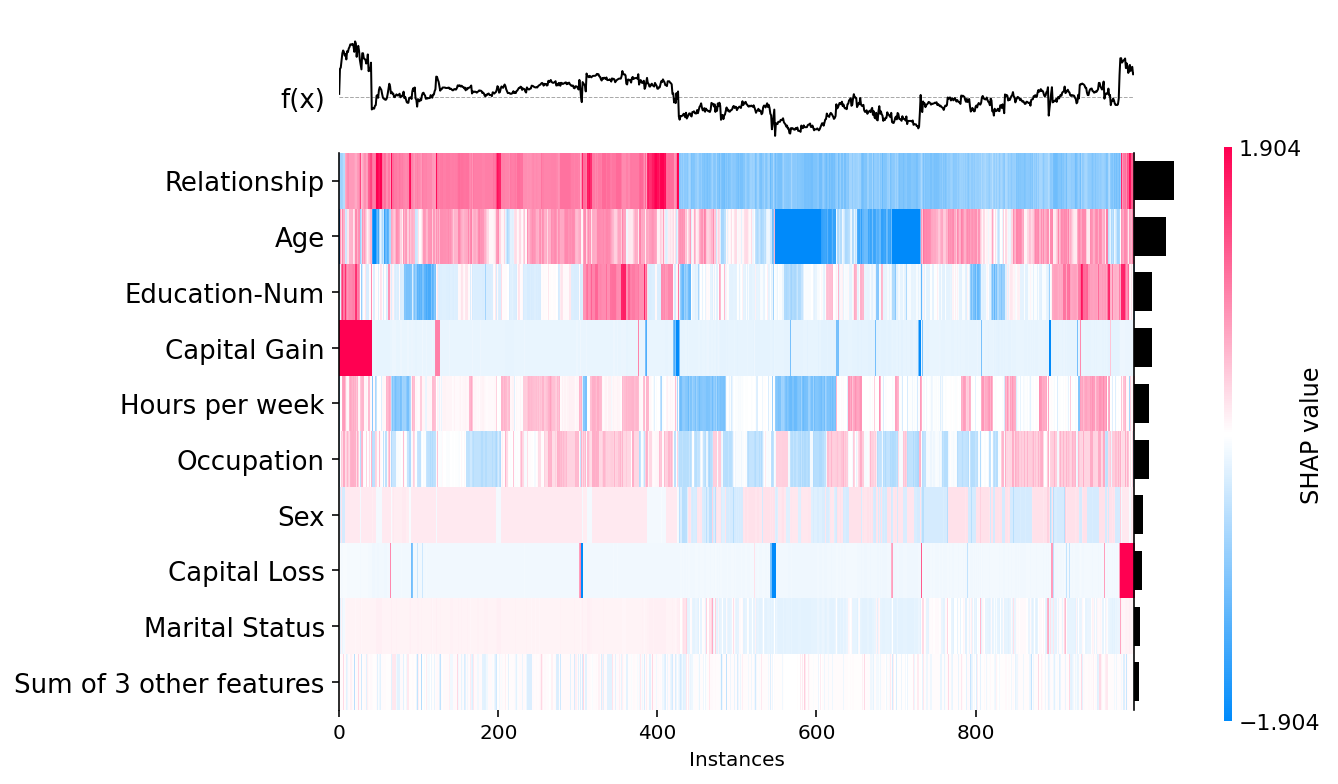 f(x)
Relationship
Age
Education-Num
Capital Gain
Hours per week
Occupation
Sex
Capital Loss
Marital Status
Sum of 3 other features
0 200 400 600 800
Instances
1.904
SHAP value
−1.904